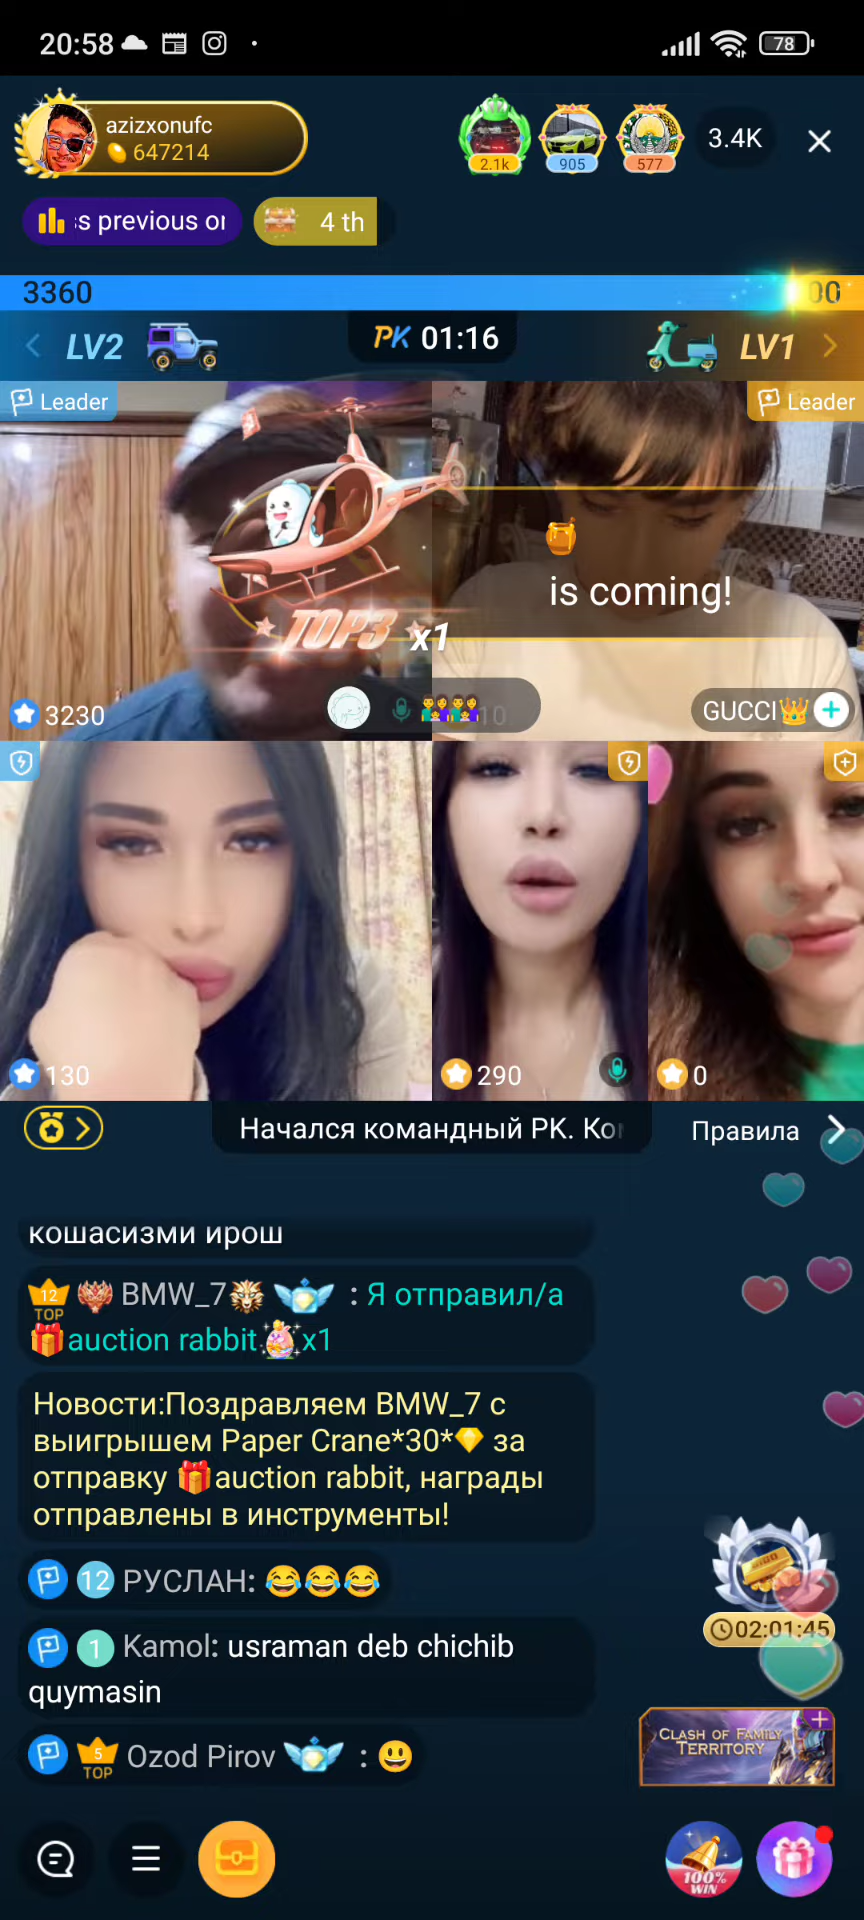 20:58
78
azizxonufc
647214
2.1k
905
577
3.4K
s previous or
4 th
3360
00
LV2
PK 01:16
LV1
Leader
Leader
is coming!
TOP3 x1
3230
10
GUCCI👑
130
290
0
Начался командный PK. Ко
Правила
кошасизми ирош
12 TOP BMW_7 : Я отправил/а
🎁auction rabbit x1
Новости:Поздравляем BMW_7 с
выигрышем Paper Crane*30* за
отправку 🎁auction rabbit, награды
отправлены в инструменты!
12 РУСЛАН: 😂😂😂
1 Kamol: usraman deb chichib
quymasin
5 TOP Ozod Pirov : 😃
02:01:45
CLASH OF FAMILY
TERRITORY
100%
WIN